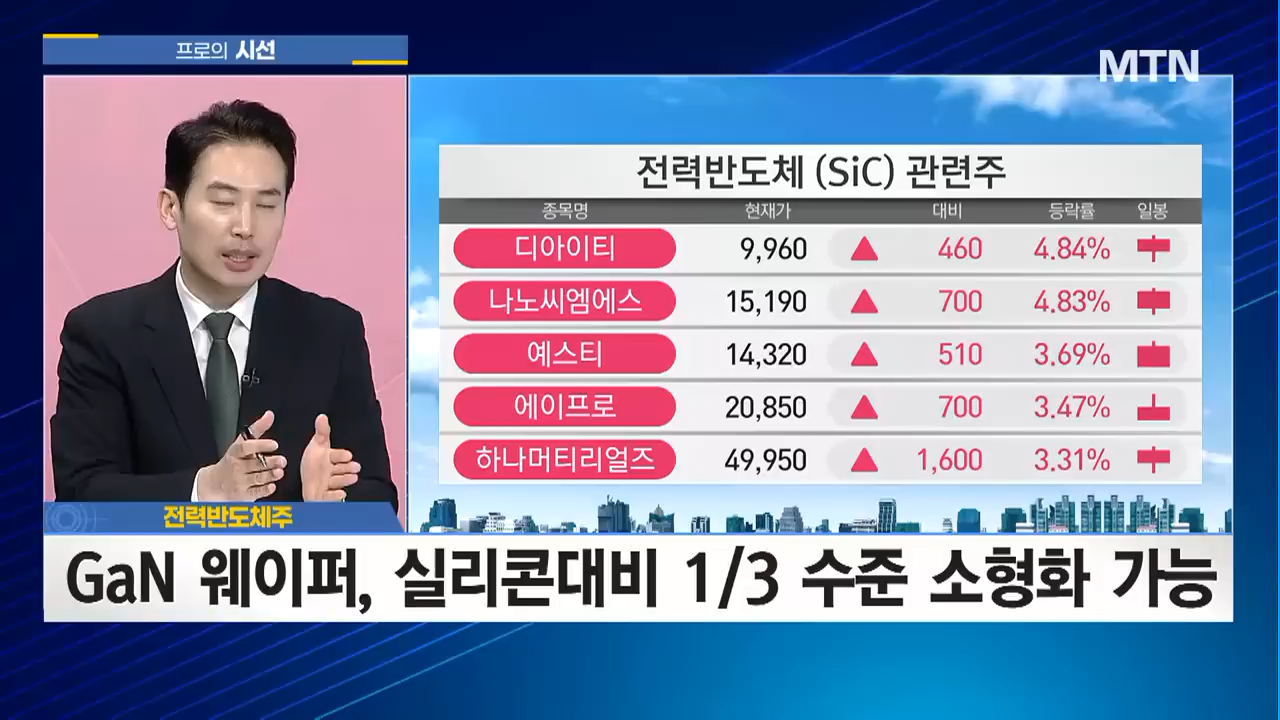 프로의 시선
MTN
전력반도체 (SiC) 관련주
종목명 현재가 대비 등락률 일봉
디아이티 9,960 ▲ 460 4.84%
나노씨엠에스 15,190 ▲ 700 4.83%
예스티 14,320 ▲ 510 3.69%
에이프로 20,850 ▲ 700 3.47%
하나머티리얼즈 49,950 ▲ 1,600 3.31%
전력반도체주
GaN 웨이퍼, 실리콘대비 1/3 수준 소형화 가능